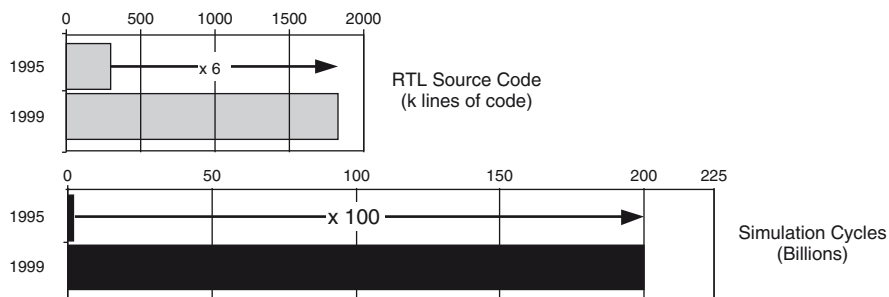 0 500 1000 1500 2000
1995
x 6
RTL Source Code
(k lines of code)
1999
0 50 100 150 200 225
1995
x 100
Simulation Cycles
(Billions)
1999